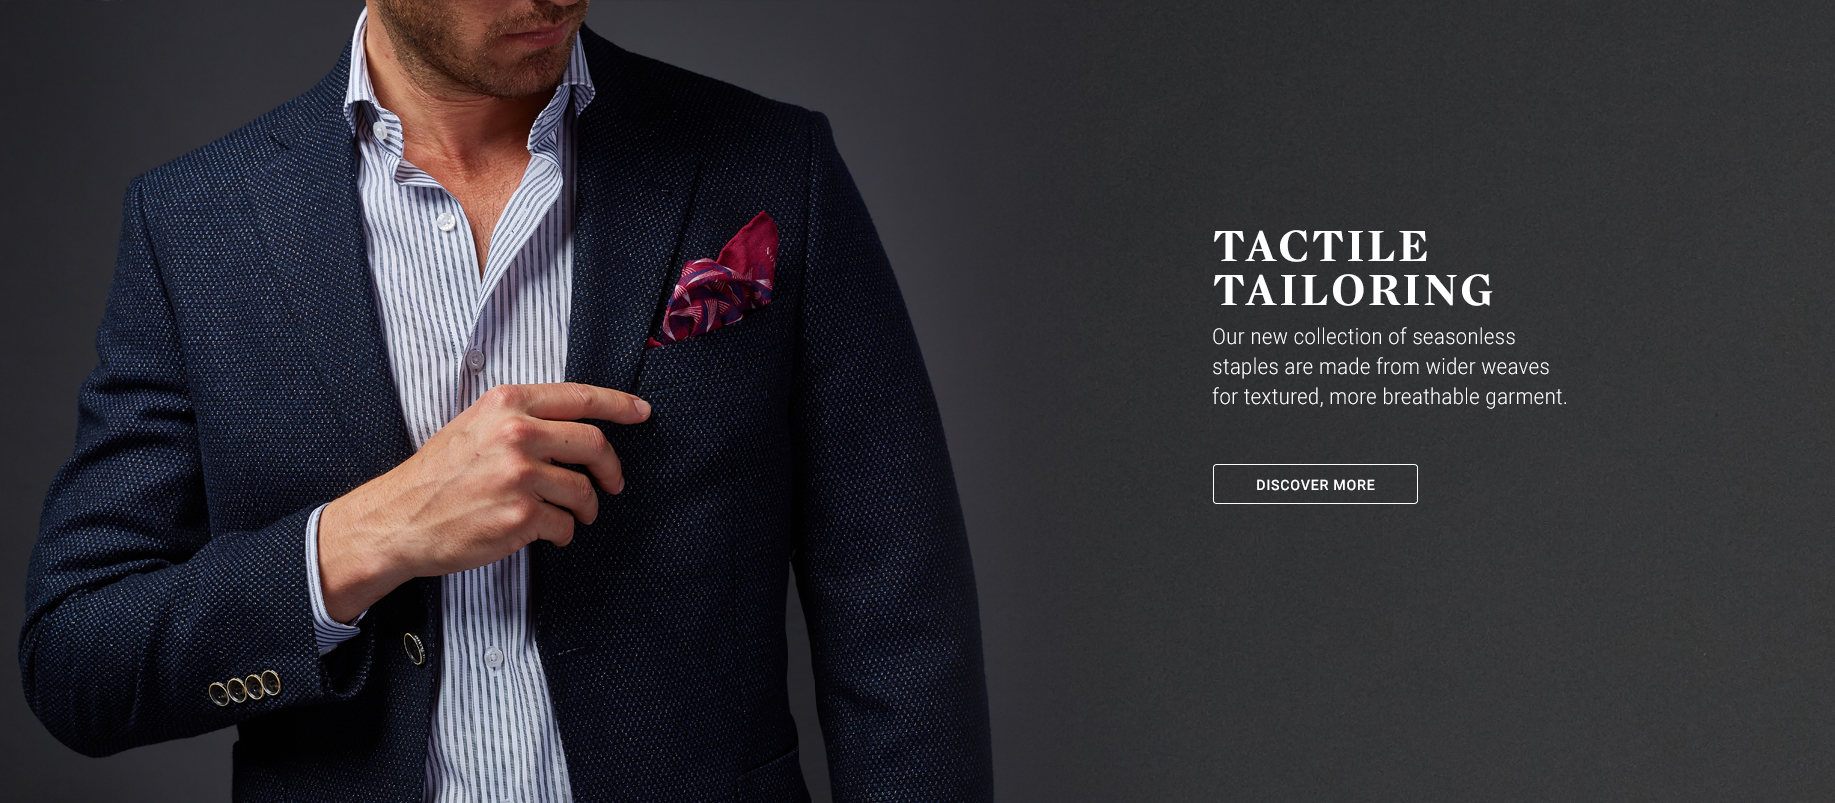 TACTILE
TAILORING
Our new collection of seasonless
staples are made from wider weaves
for textured, more breathable garment.
DISCOVER MORE